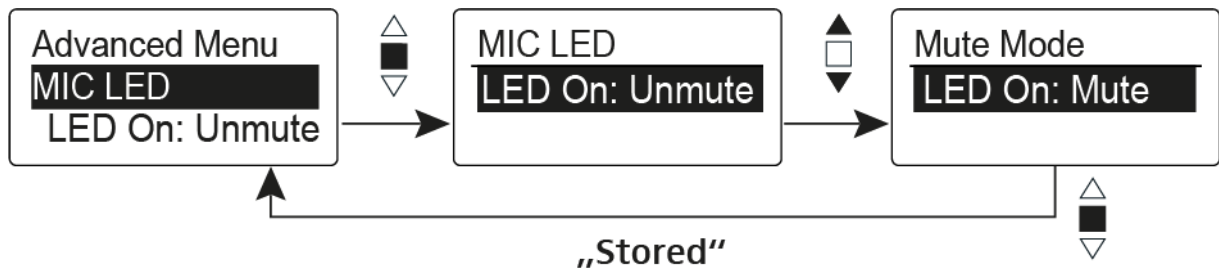 Advanced Menu
MIC LED
LED On: Unmute
MIC LED
LED On: Unmute
Mute Mode
LED On: Mute
„Stored“